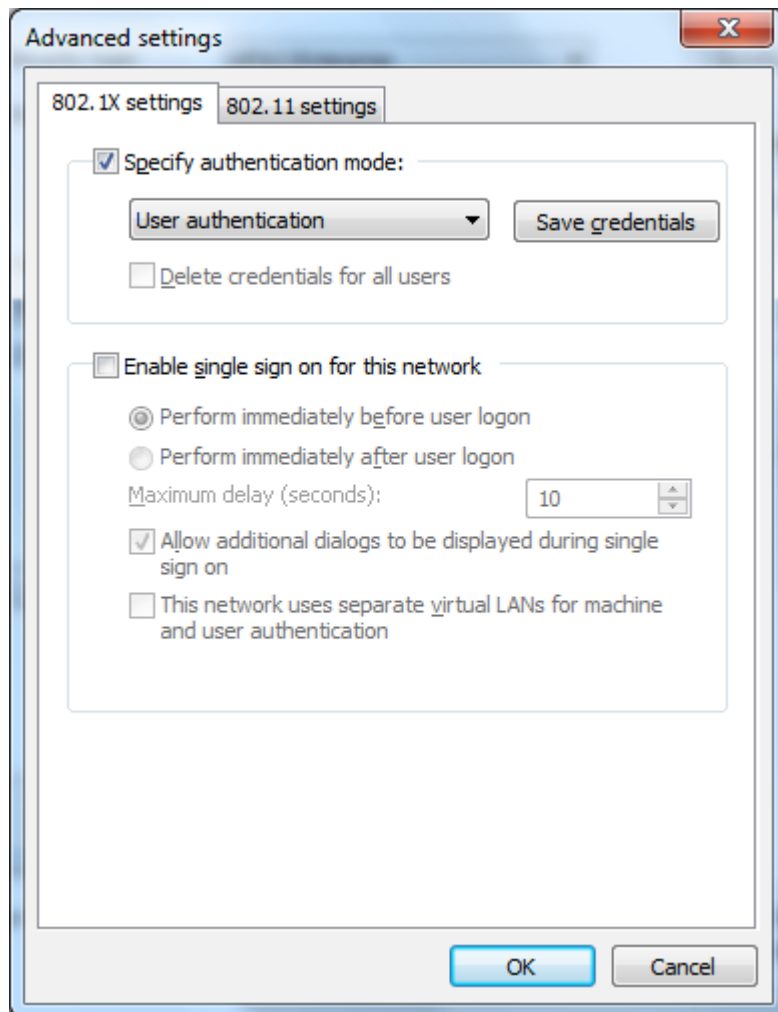 Advanced settings
802.1X settings
802.11 settings
Specify authentication mode:
User authentication
Save credentials
Delete credentials for all users
Enable single sign on for this network
Perform immediately before user logon
Perform immediately after user logon
Maximum delay (seconds):
10
Allow additional dialogs to be displayed during single
sign on
This network uses separate virtual LANs for machine
and user authentication
OK
Cancel